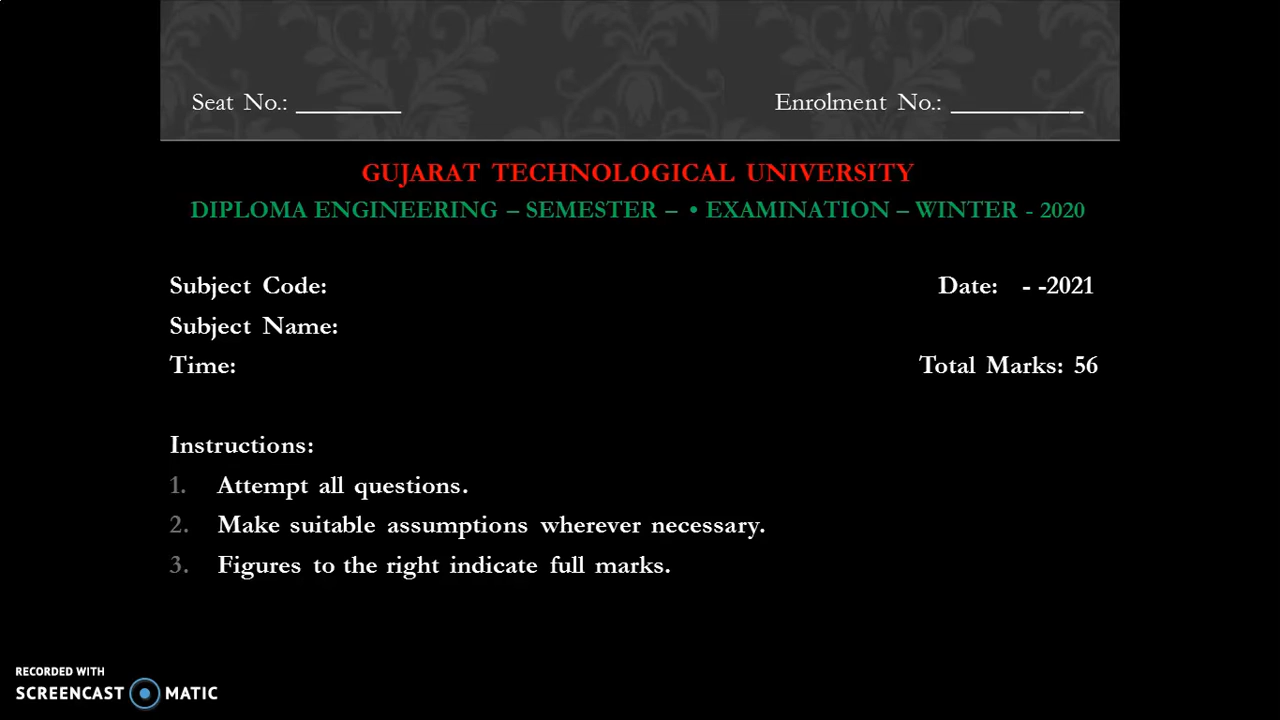 Seat No.: ________ Enrolment No.: __________
GUJARAT TECHNOLOGICAL UNIVERSITY
DIPLOMA ENGINEERING – SEMESTER – • EXAMINATION – WINTER - 2020
Subject Code: Date: - -2021
Subject Name:
Time: Total Marks: 56
Instructions:
1. Attempt all questions.
2. Make suitable assumptions wherever necessary.
3. Figures to the right indicate full marks.
RECORDED WITH
SCREENCAST MATIC